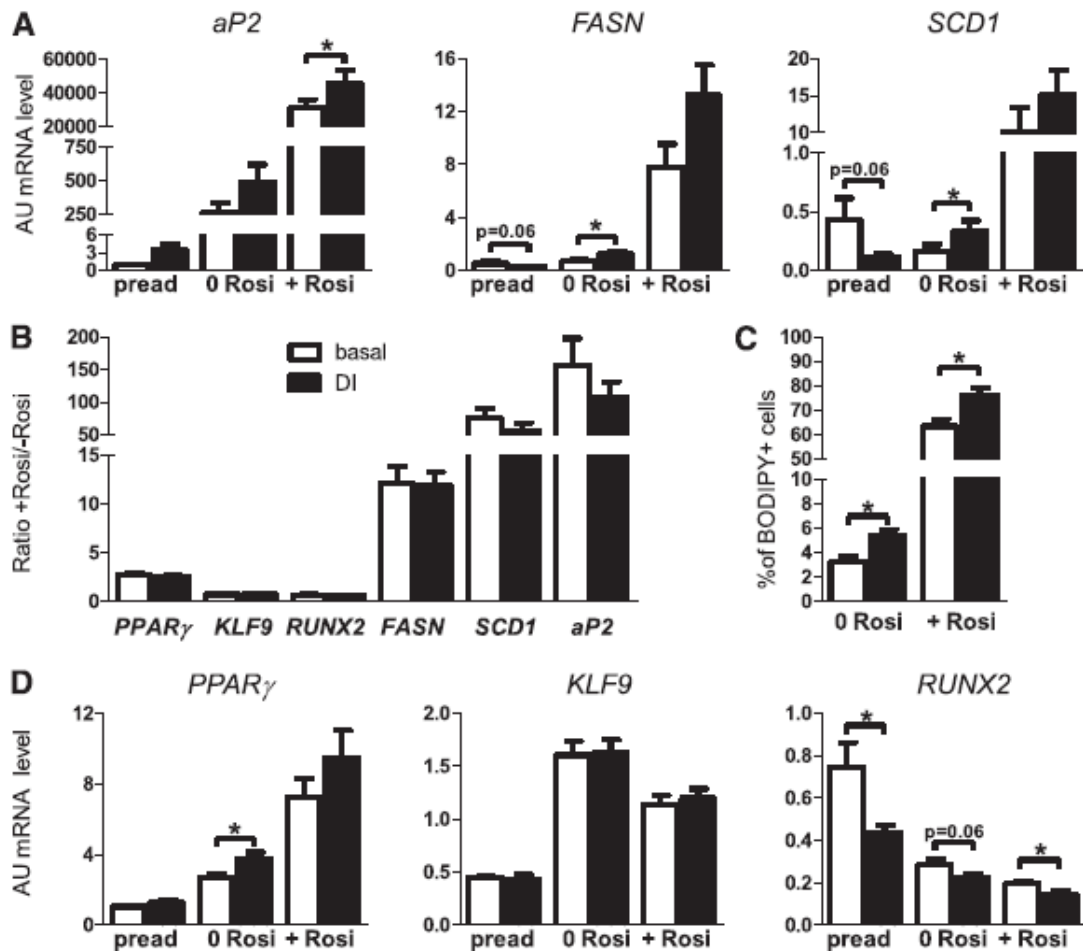 A
aP2
FASN
SCD1
AU mRNA level
60000
40000
20000
750
500
250
6
3
0
*
pread
0 Rosi
+ Rosi
16
12
8
4
0
p=0.06
*
pread
0 Rosi
+ Rosi
20
15
10
1.0
0.5
0.0
p=0.06
*
pread
0 Rosi
+ Rosi
B
Ratio +Rosi/-Rosi
200
150
100
50
15
10
5
0
basal
DI
PPARγ
KLF9
RUNX2
FASN
SCD1
aP2
C
%of BODIPY+ cells
100
90
80
70
60
50
10
8
6
4
2
0
*
*
0 Rosi
+ Rosi
D
PPARγ
KLF9
RUNX2
AU mRNA level
12
8
4
0
*
pread
0 Rosi
+ Rosi
2.0
1.5
1.0
0.5
0.0
pread
0 Rosi
+ Rosi
1.0
0.8
0.6
0.4
0.2
0.0
*
p=0.06
*
pread
0 Rosi
+ Rosi